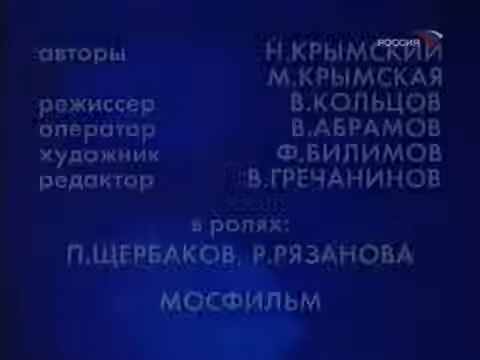 РОССИЯ
авторы Н.КРЫМСКИЙ
М.КРЫМСКАЯ
режиссер В.КОЛЬЦОВ
оператор В.АБРАМОВ
художник Ф.БИЛИМОВ
редактор В.ГРЕЧАНИНОВ
в ролях:
П.ЩЕРБАКОВ, Р.РЯЗАНОВА
МОСФИЛЬМ